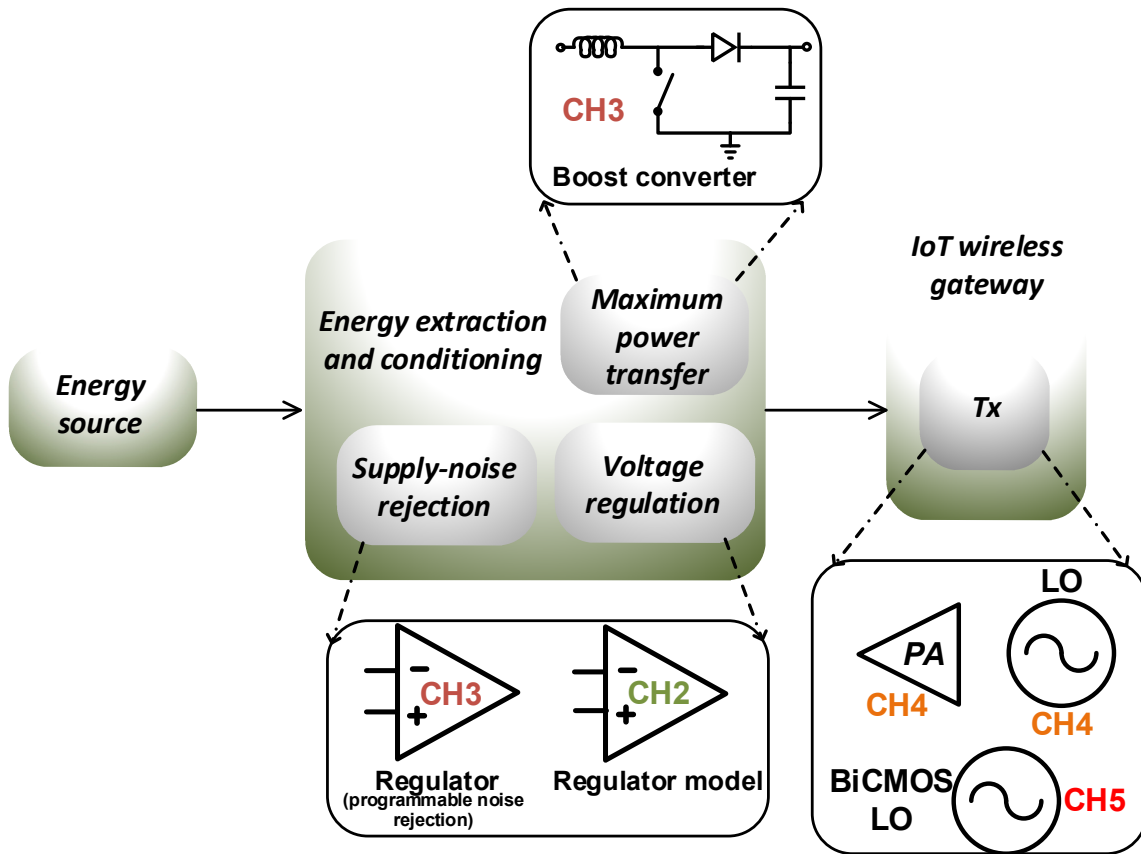 CH3
Boost converter
IoT wireless
gateway
Energy extraction
and conditioning
Maximum
power
transfer
Energy
source
Tx
Supply-noise
rejection
Voltage
regulation
CH3
Regulator
(programmable noise
rejection)
CH2
Regulator model
LO
PA
CH4
CH4
BiCMOS
LO
CH5